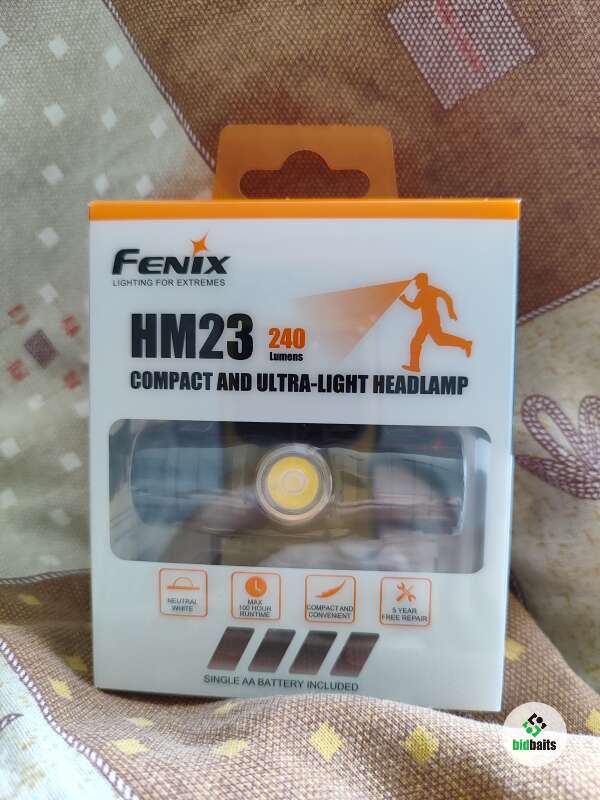 FENIX
LIGHTING FOR EXTREMES
HM23 240
Lumens
COMPACT AND ULTRA-LIGHT HEADLAMP
NEUTRAL
WHITE
MAX
100 HOUR
RUNTIME
COMPACT AND
CONVENIENT
5 YEAR
FREE REPAIR
SINGLE AA BATTERY INCLUDED
bidbaits